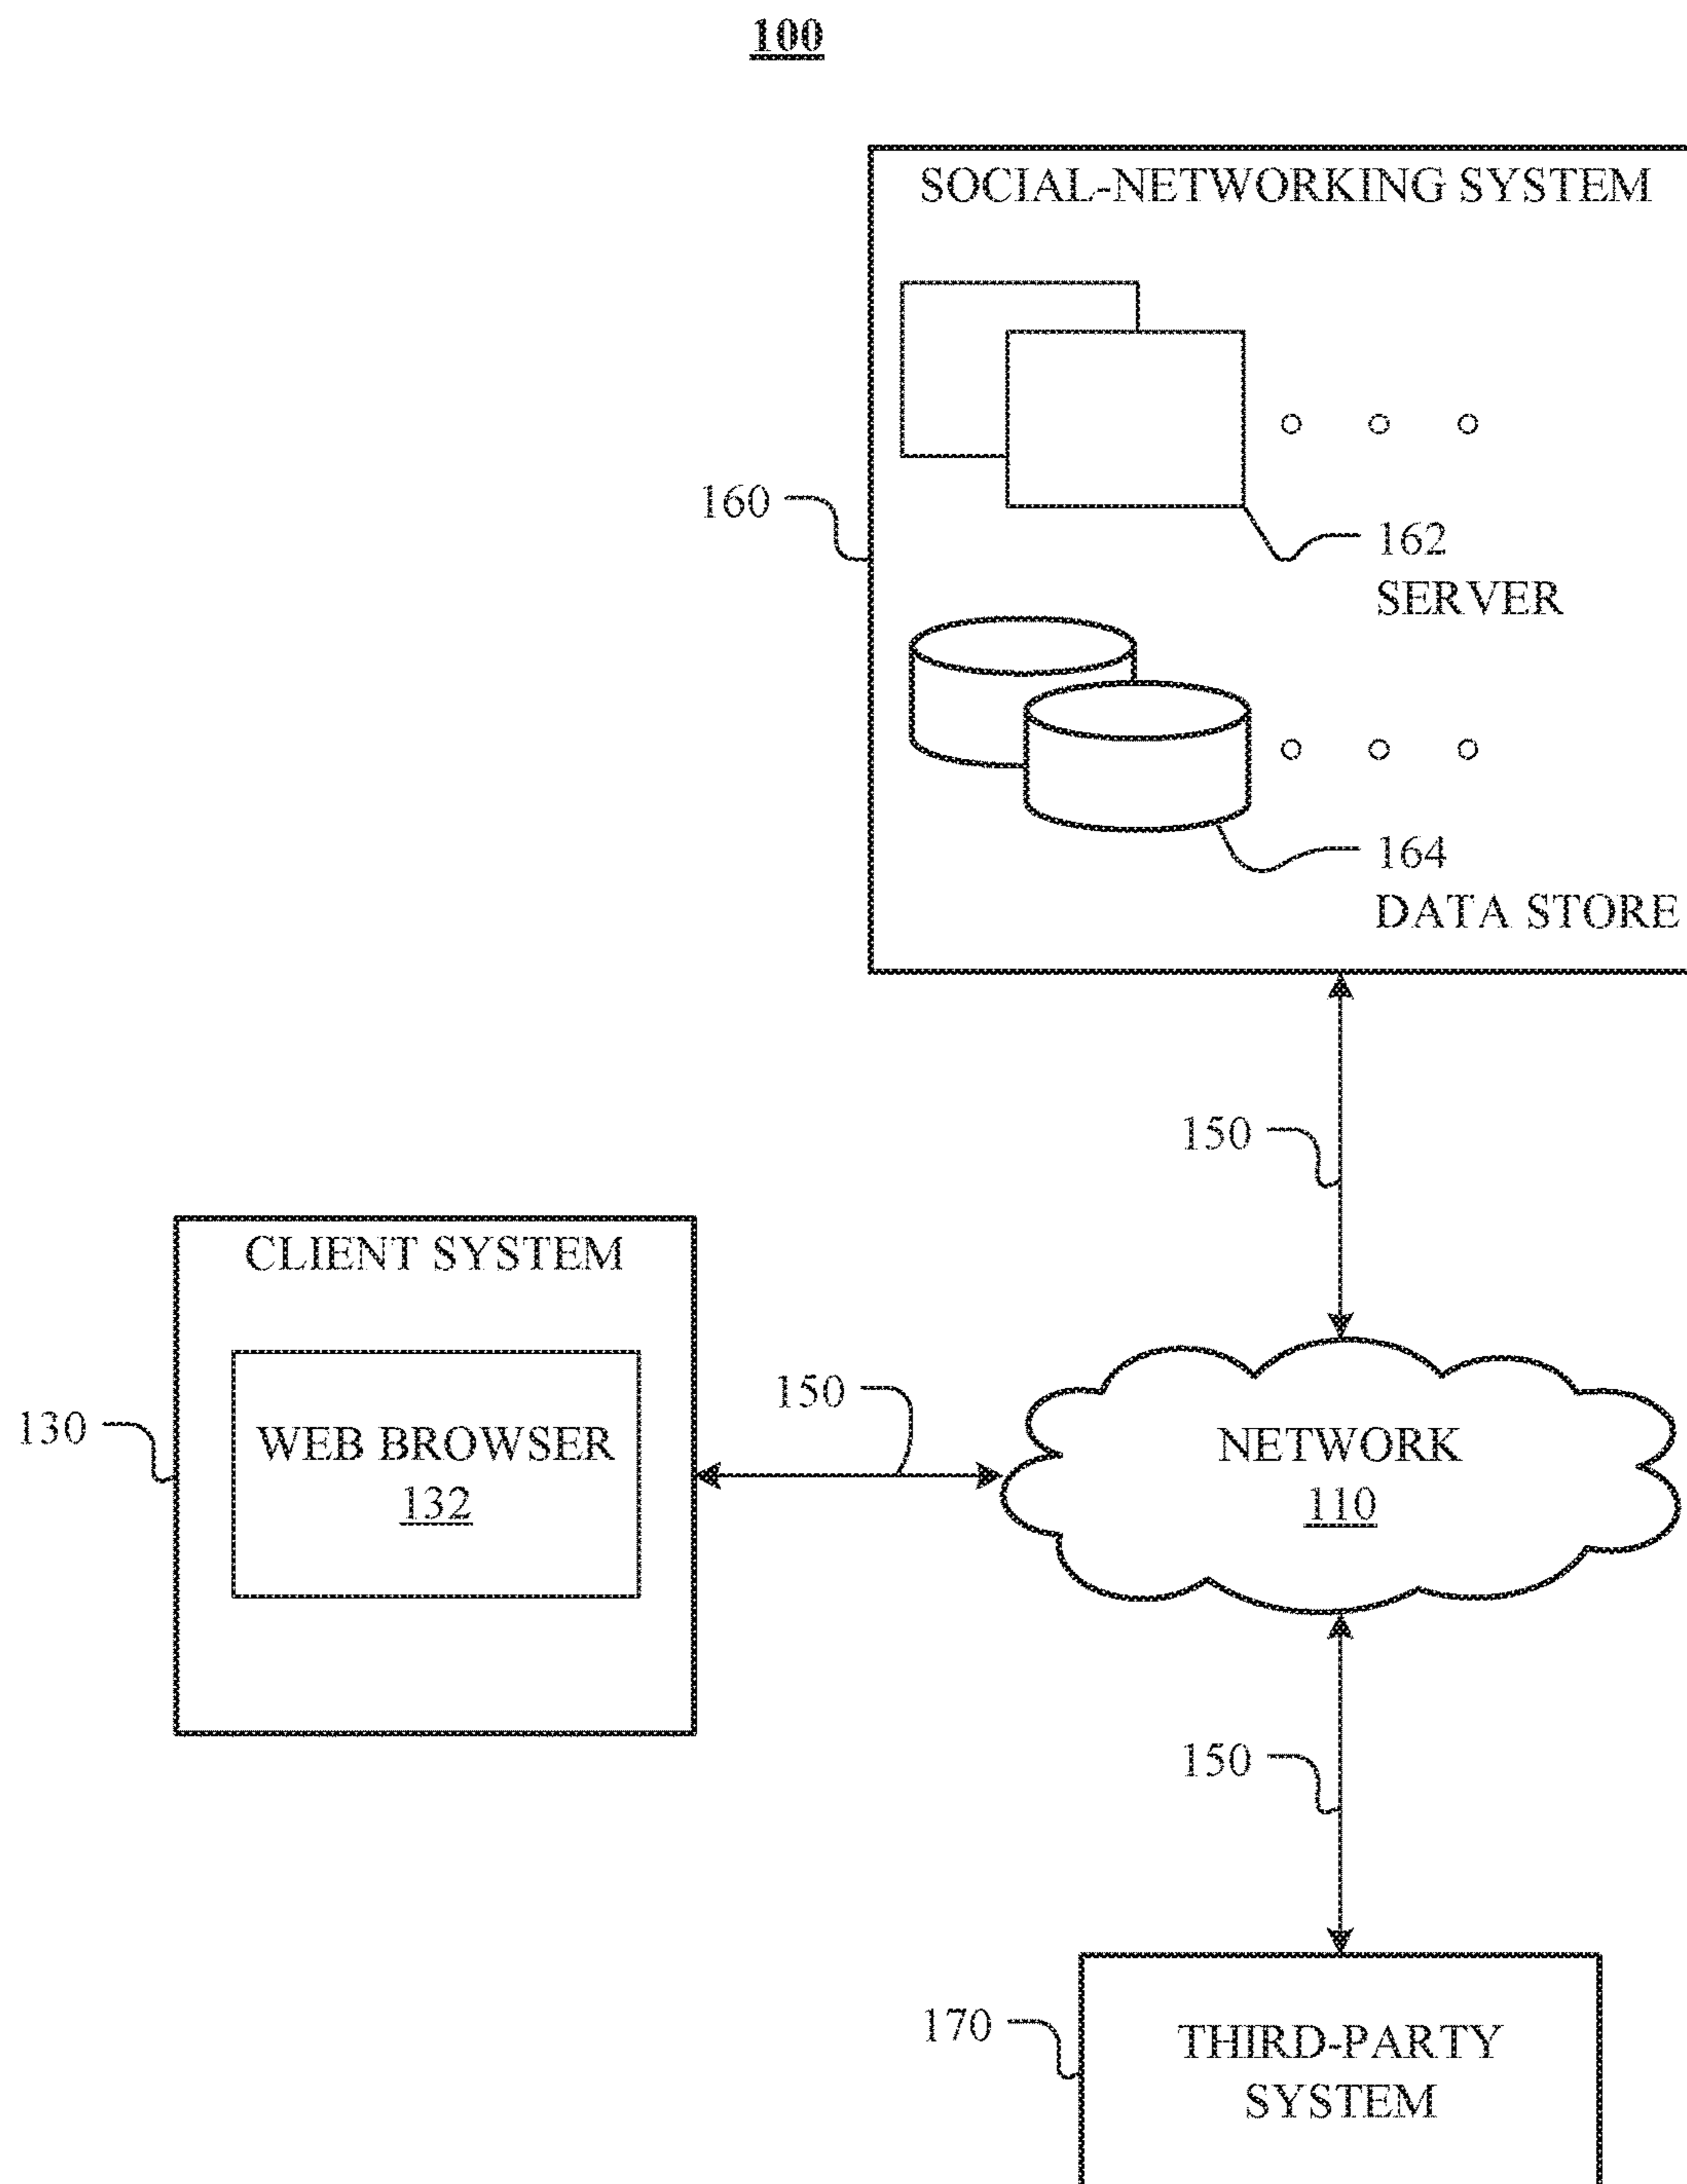 100
SOCIAL-NETWORKING SYSTEM
160
162
SERVER
164
DATA STORE
150
CLIENT SYSTEM
WEB BROWSER
132
130
150
NETWORK
110
150
170
THIRD-PARTY
SYSTEM